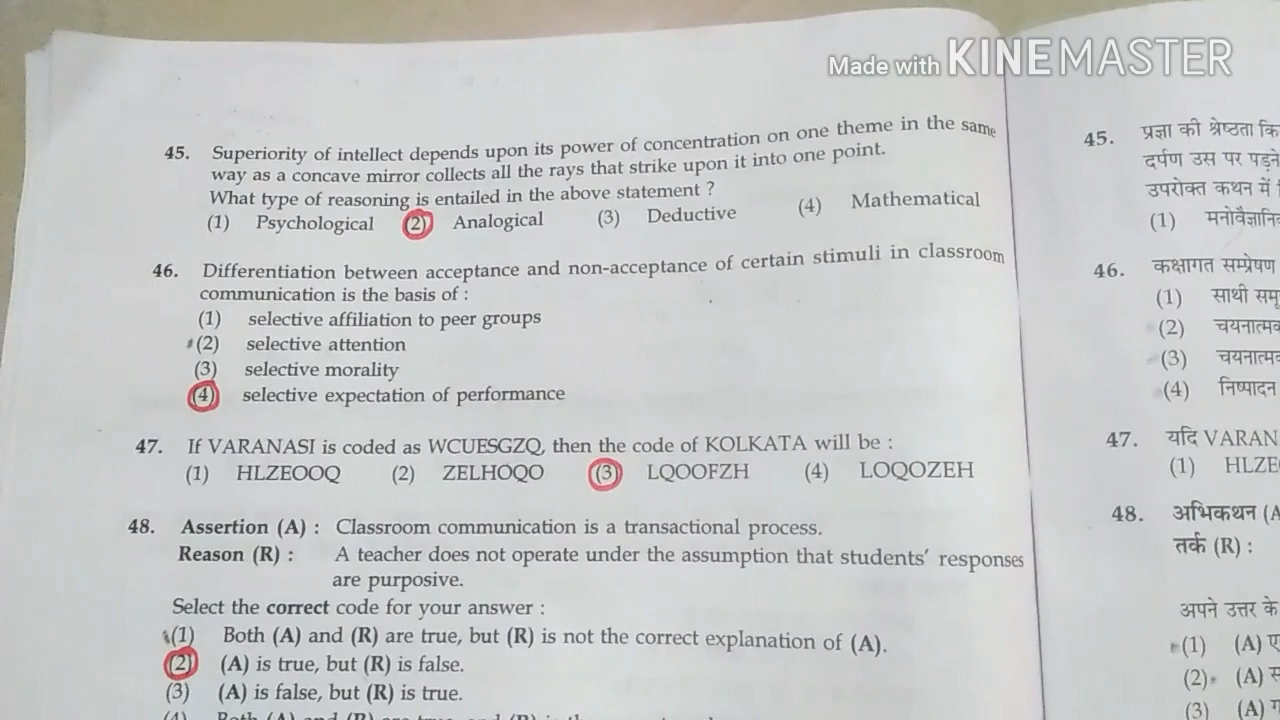 Made with KINEMASTER
45. Superiority of intellect depends upon its power of concentration on one theme in the same
way as a concave mirror collects all the rays that strike upon it into one point.
What type of reasoning is entailed in the above statement ?
(1) Psychological (2) Analogical (3) Deductive (4) Mathematical
46. Differentiation between acceptance and non-acceptance of certain stimuli in classroom
communication is the basis of :
(1) selective affiliation to peer groups
(2) selective attention
(3) selective morality
(4) selective expectation of performance
47. If VARANASI is coded as WCUESGZQ, then the code of KOLKATA will be :
(1) HLZEOOQ (2) ZELHOQO (3) LQOOFZH (4) LOQOZEH
48. Assertion (A) : Classroom communication is a transactional process.
Reason (R) : A teacher does not operate under the assumption that students' responses
are purposive.
Select the correct code for your answer :
(1) Both (A) and (R) are true, but (R) is not the correct explanation of (A).
(2) (A) is true, but (R) is false.
(3) (A) is false, but (R) is true.
45. प्रज्ञा की श्रेष्ठता कि
दर्पण उस पर पड़ने
उपरोक्त कथन में
(1) मनोवैज्ञानि
46. कक्षागत सम्प्रेषण
(1) साथी समू
(2) चयनात्म
(3) चयनात्म
(4) निष्पादन
47. यदि VARAN
(1) HLZE
48. अभिकथन (A
तर्क (R) :
अपने उत्तर के
(1) (A) ए
(2) (A) स
(3) (A) ग